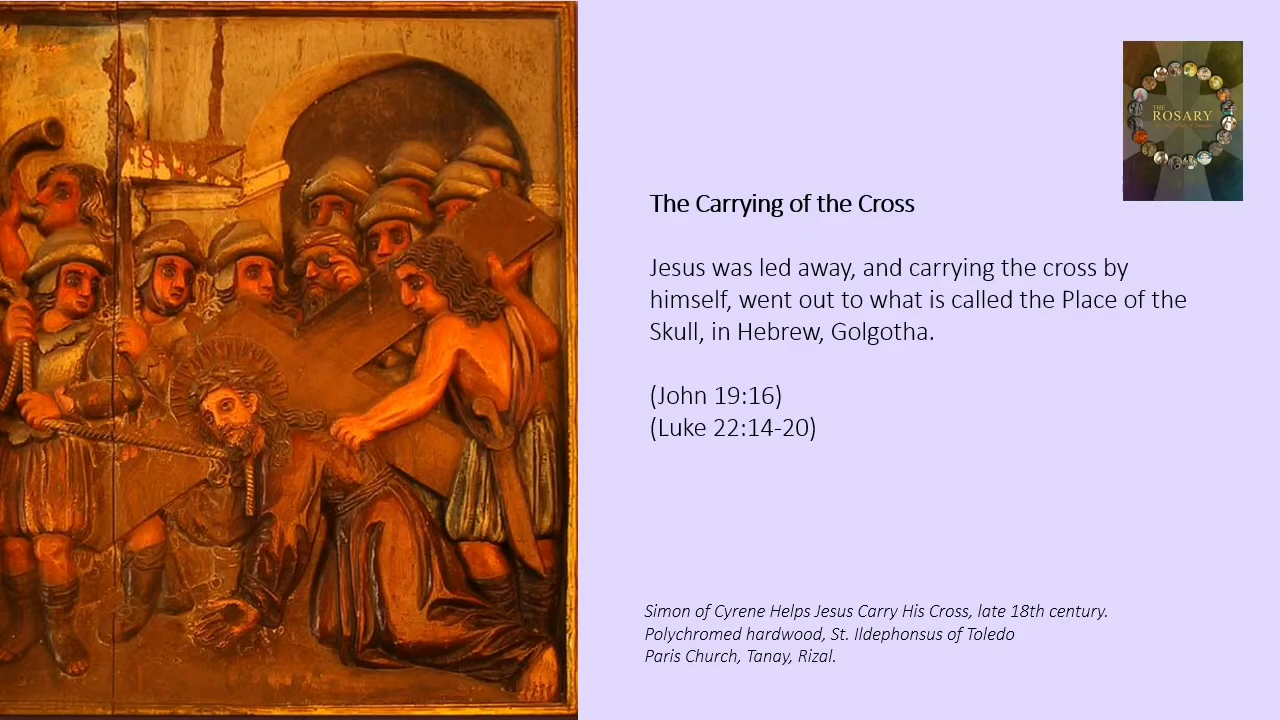 THE
ROSARY
The Carrying of the Cross
Jesus was led away, and carrying the cross by
himself, went out to what is called the Place of the
Skull, in Hebrew, Golgotha.
(John 19:16)
(Luke 22:14-20)
Simon of Cyrene Helps Jesus Carry His Cross, late 18th century.
Polychromed hardwood, St. Ildephonsus of Toledo
Paris Church, Tanay, Rizal.